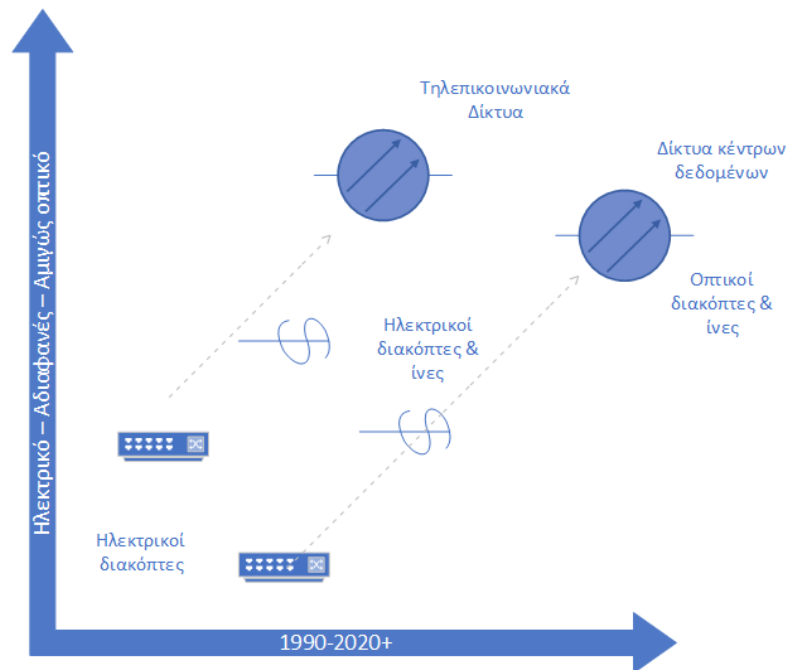 Τηλεπικοινωνιακά
Δίκτυα
Δίκτυα κέντρων
δεδομένων
Ηλεκτρικό – Αδιαφανές – Αμιγώς οπτικό
Οπτικοί
διακόπτες &
ίνες
Ηλεκτρικοί
διακόπτες &
ίνες
Ηλεκτρικοί
διακόπτες
1990-2020+